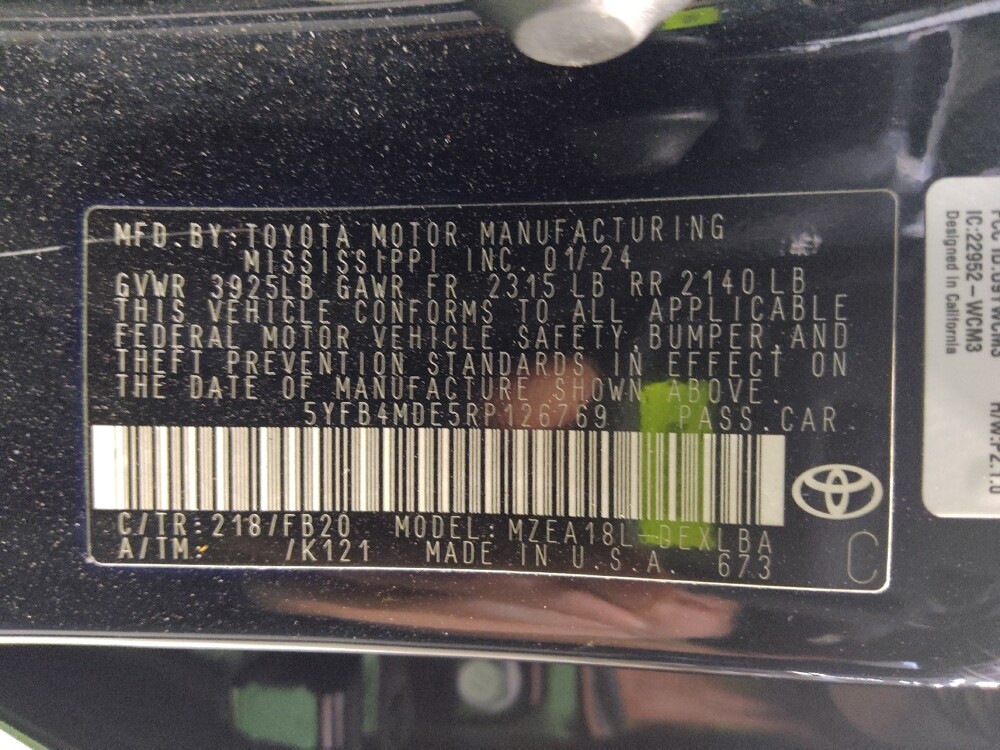 MFD.BY:TOYOTA MOTOR MANUFACTURING
MISSISSIPPI INC. 01/24
GVWR 3925LB GAWR FR 2315 LB RR 2140 LB
THIS VEHICLE CONFORMS TO ALL APPLICABLE
FEDERAL MOTOR VEHICLE SAFETY,BUMPER,AND
THEFT PREVENTION STANDARDS IN EFFECT ON
THE DATE OF MANUFACTURE SHOWN ABOVE.
5YFB4MDE5RP126769 PASS.CAR
C/TR:218/FB20 MODEL:MZEA18L-DEXLBA
A/TM: /K121 MADE IN U.S.A. 673
C
IC:22952-WCM3
Designed in California